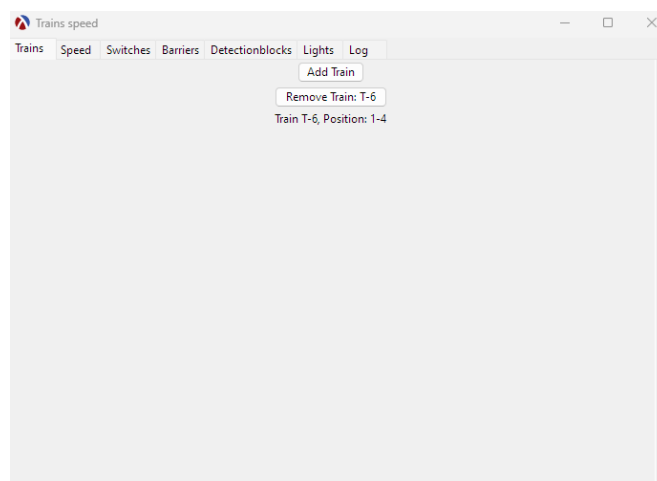 Trains speed
Trains Speed Switches Barriers Detectionblocks Lights Log
Add Train
Remove Train: T-6
Train T-6, Position: 1-4